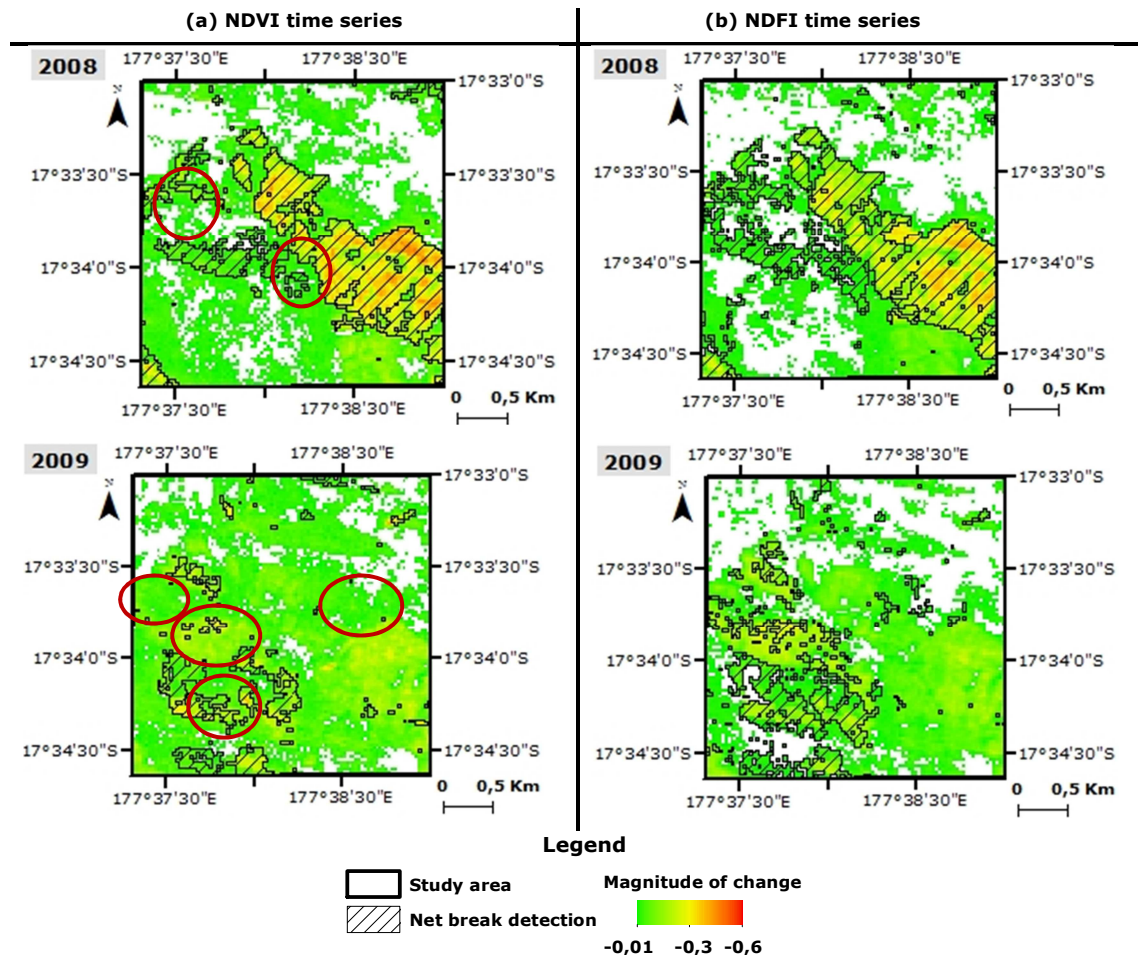 (a) NDVI time series
(b) NDFI time series
2008
177°37'30"E 177°38'30"E
N
17°33'0"S
17°33'30"S 17°33'30"S
17°34'0"S 17°34'0"S
17°34'30"S 17°34'30"S
177°37'30"E 177°38'30"E
0 0,5 Km
2008
177°37'30"E 177°38'30"E
N
17°33'0"S
17°33'30"S 17°33'30"S
17°34'0"S 17°34'0"S
17°34'30"S 17°34'30"S
177°37'30"E 177°38'30"E
0 0,5 Km
2009
177°37'30"E 177°38'30"E
N
17°33'0"S
17°33'30"S 17°33'30"S
17°34'0"S 17°34'0"S
17°34'30"S 17°34'30"S
177°37'30"E 177°38'30"E
0 0,5 Km
2009
177°37'30"E 177°38'30"E
N
17°33'0"S
17°33'30"S 17°33'30"S
17°34'0"S 17°34'0"S
17°34'30"S 17°34'30"S
177°37'30"E 177°38'30"E
0 0,5 Km
Legend
Study area
Net break detection
Magnitude of change
-0,01 -0,3 -0,6